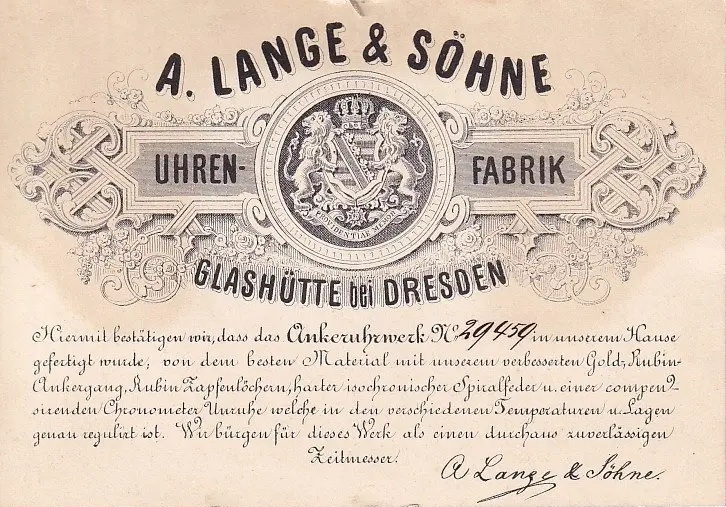 A. LANGE & SÖHNE
UHREN-FABRIK
PROVIDENTIAE MEMOR
GLASHÜTTE bei DRESDEN
Hiermit bestätigen wir, dass das Ankeruhrwerk No. 29459 in unserem Hause
gefertigt wurde; von dem besten Material mit unserem verbesserten Gold-, Rubin-
Ankergang, Rubin Zapfenlöchern, harter isochronischer Spiralfeder u. einer compen-
sirenden Chronometer Unruhe welche in den verschiedenen Temperaturen u. Lagen
genau regulirt ist. Wir bürgen für dieses Werk als einen durchaus zuverlässigen
Zeitmesser.
A Lange & Söhne.